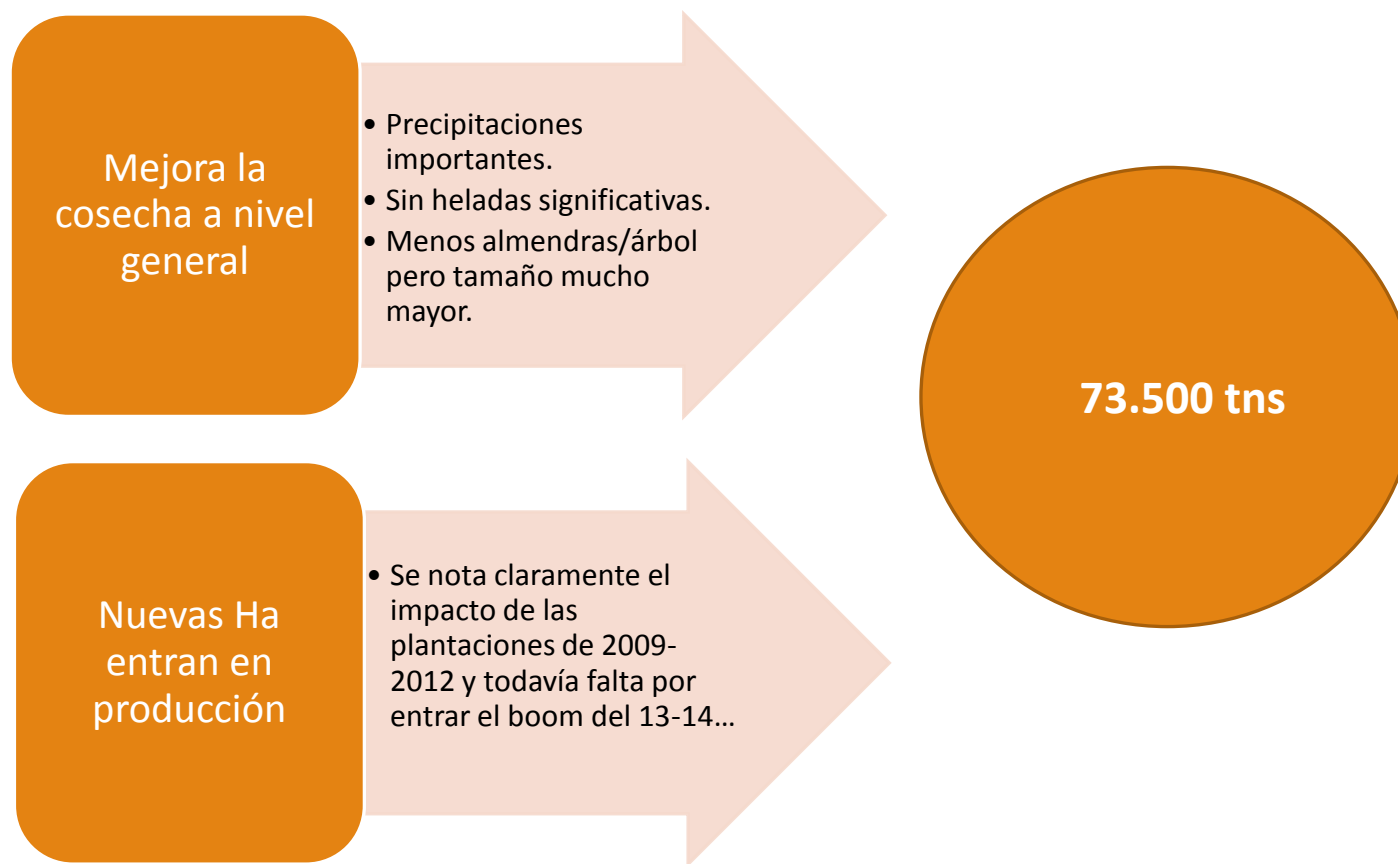 Mejora la
cosecha a nivel
general
• Precipitaciones
importantes.
• Sin heladas significativas.
• Menos almendras/árbol
pero tamaño mucho
mayor.
73.500 tns
Nuevas Ha
entran en
producción
• Se nota claramente el
impacto de las
plantaciones de 2009-
2012 y todavía falta por
entrar el boom del 13-14…